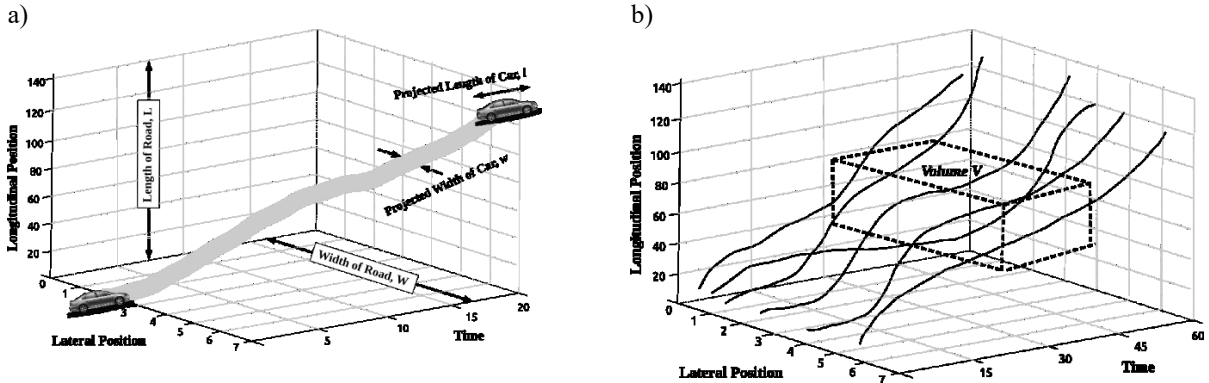 a)
140
120
100
80
60
40
20
0
Longitudinal Position
Length of Road, L
Projected Length of Car, l
Projected Width of Car, w
Width of Road, W
1
3
4
5
6
7
Lateral Position
5
10
15
20
Time
b)
140
120
100
80
60
40
20
0
Longitudinal Position
Volume V
1
2
3
4
5
6
7
Lateral Position
15
30
45
60
Time